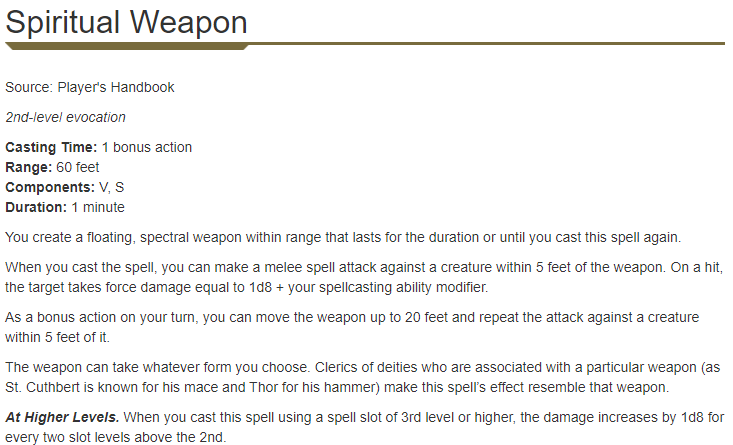 Spiritual Weapon
Source: Player's Handbook
2nd-level evocation
Casting Time: 1 bonus action
Range: 60 feet
Components: V, S
Duration: 1 minute
You create a floating, spectral weapon within range that lasts for the duration or until you cast this spell again.
When you cast the spell, you can make a melee spell attack against a creature within 5 feet of the weapon. On a hit,
the target takes force damage equal to 1d8 + your spellcasting ability modifier.
As a bonus action on your turn, you can move the weapon up to 20 feet and repeat the attack against a creature
within 5 feet of it.
The weapon can take whatever form you choose. Clerics of deities who are associated with a particular weapon (as
St. Cuthbert is known for his mace and Thor for his hammer) make this spell's effect resemble that weapon.
At Higher Levels. When you cast this spell using a spell slot of 3rd level or higher, the damage increases by 1d8 for
every two slot levels above the 2nd.